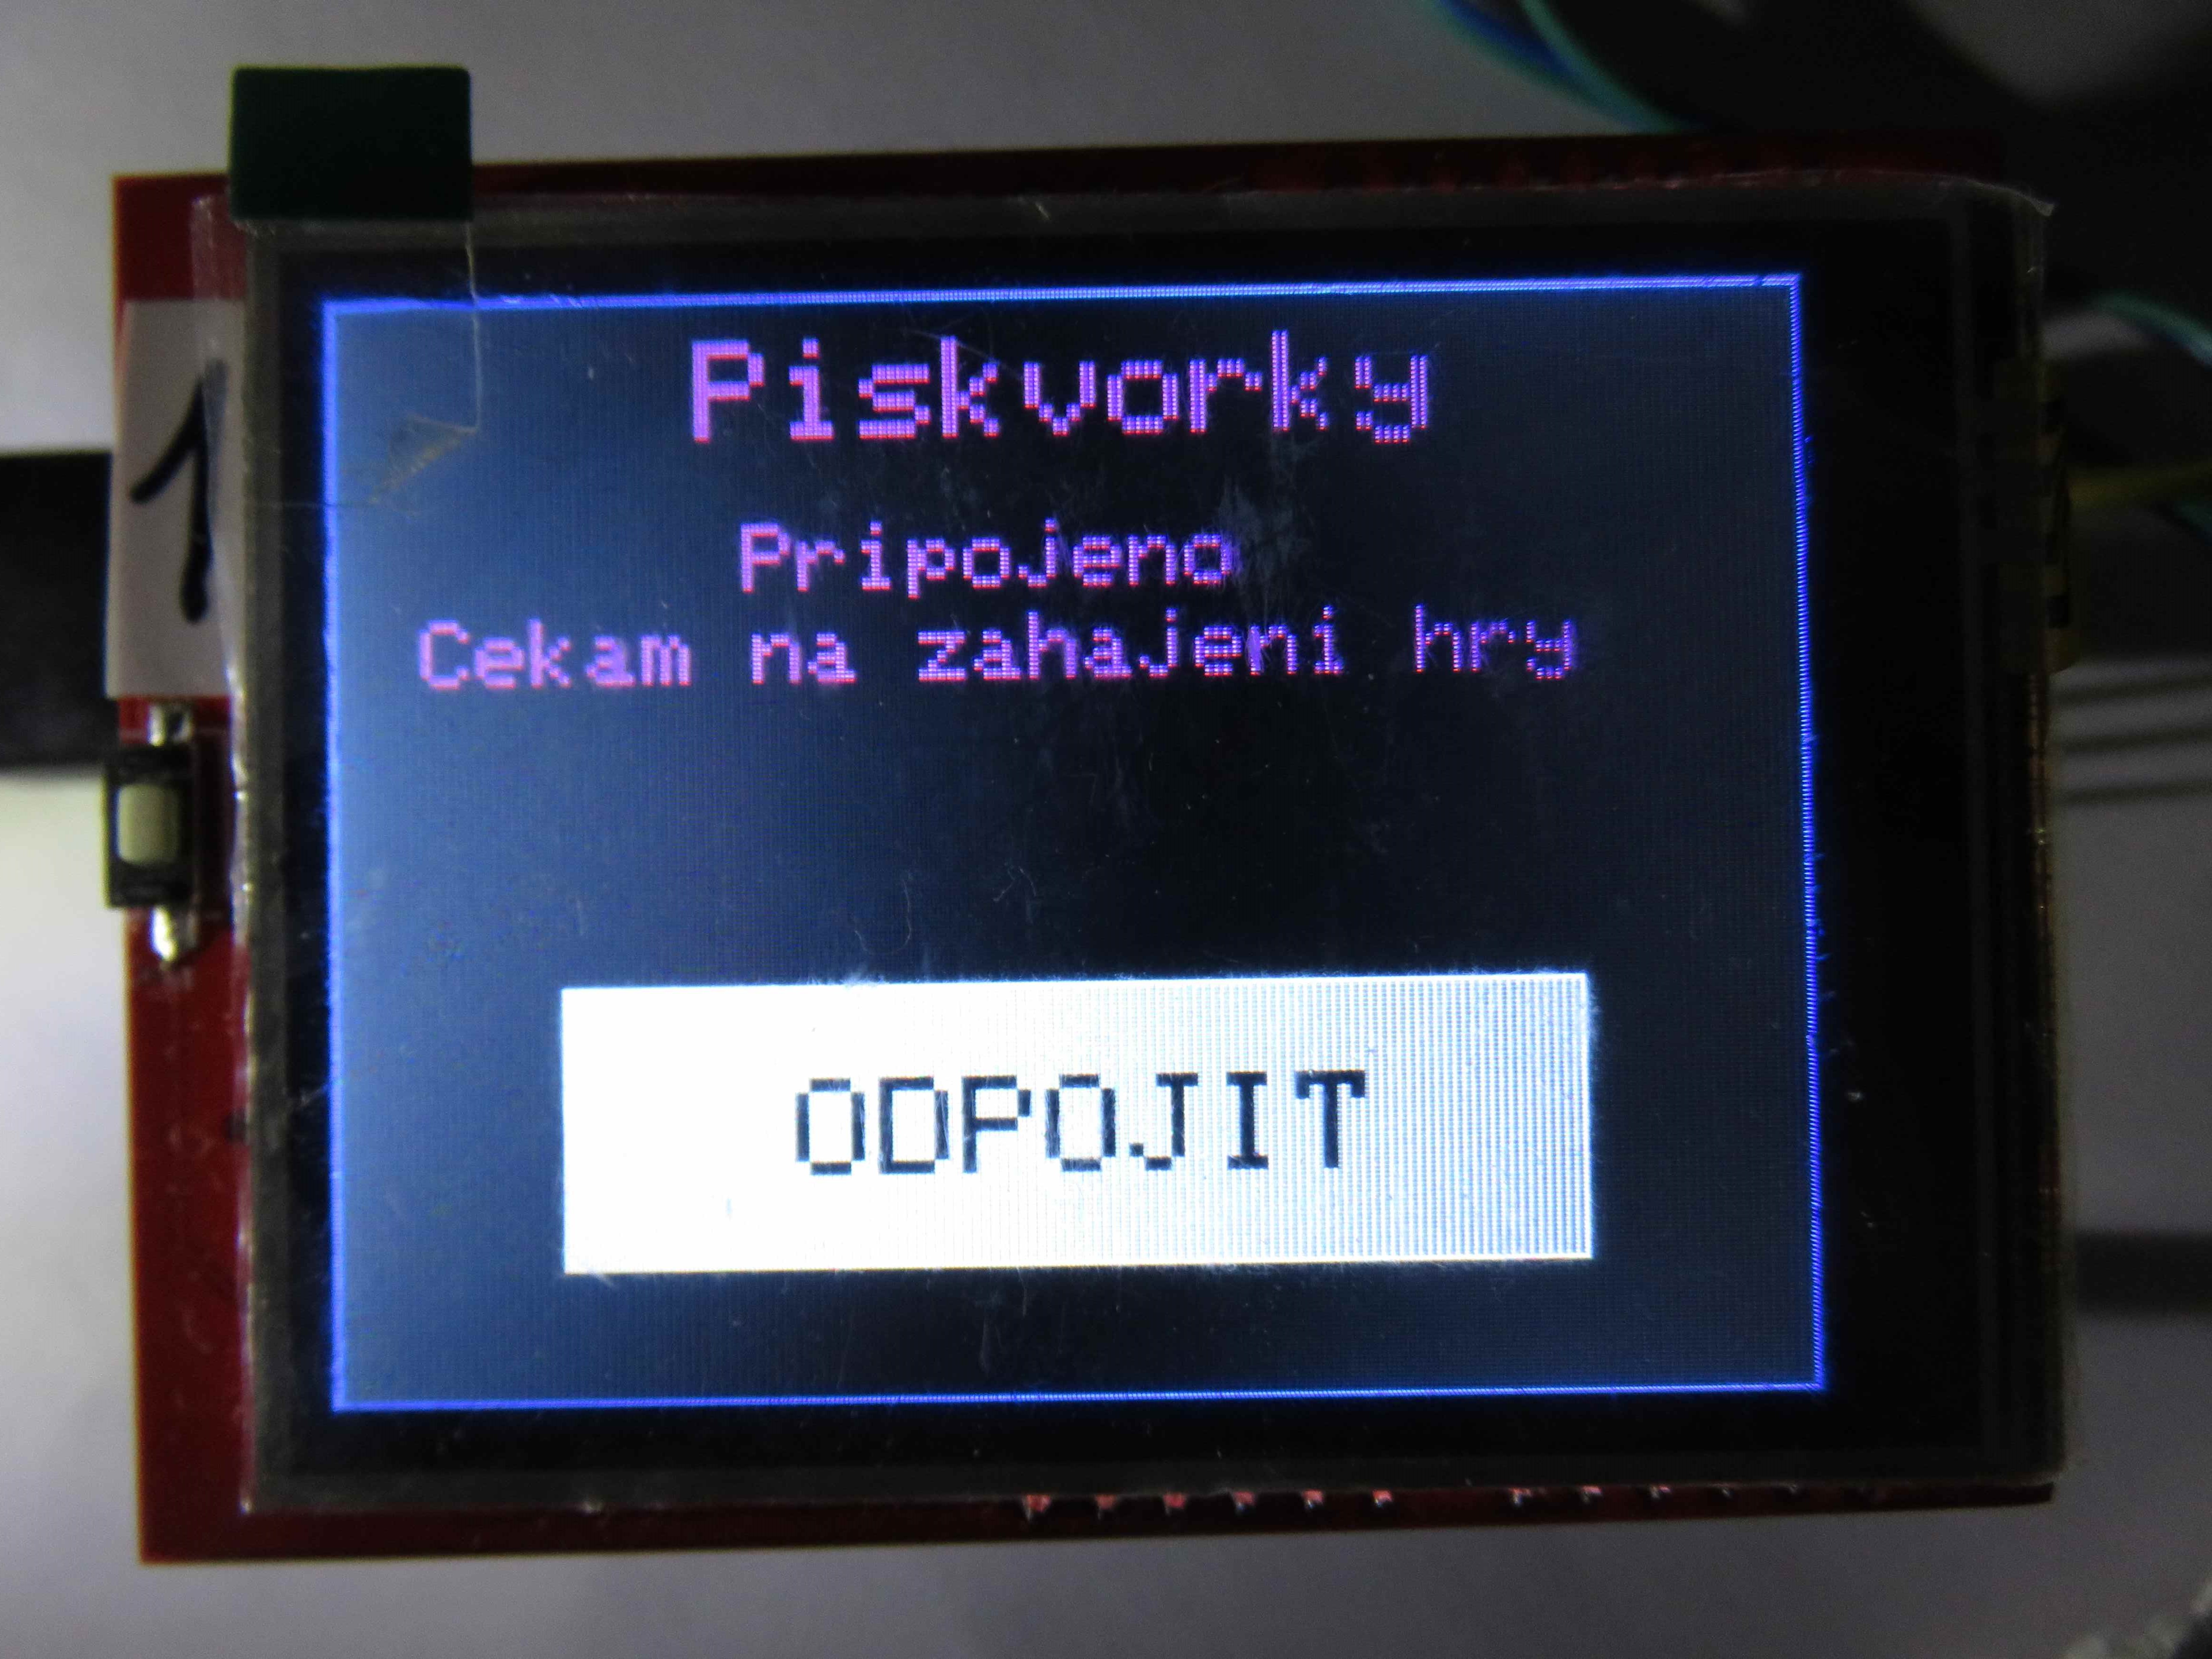 Piskvorky
1
Pripojeno
Cekam na zahajeni hry
ODPOJIT